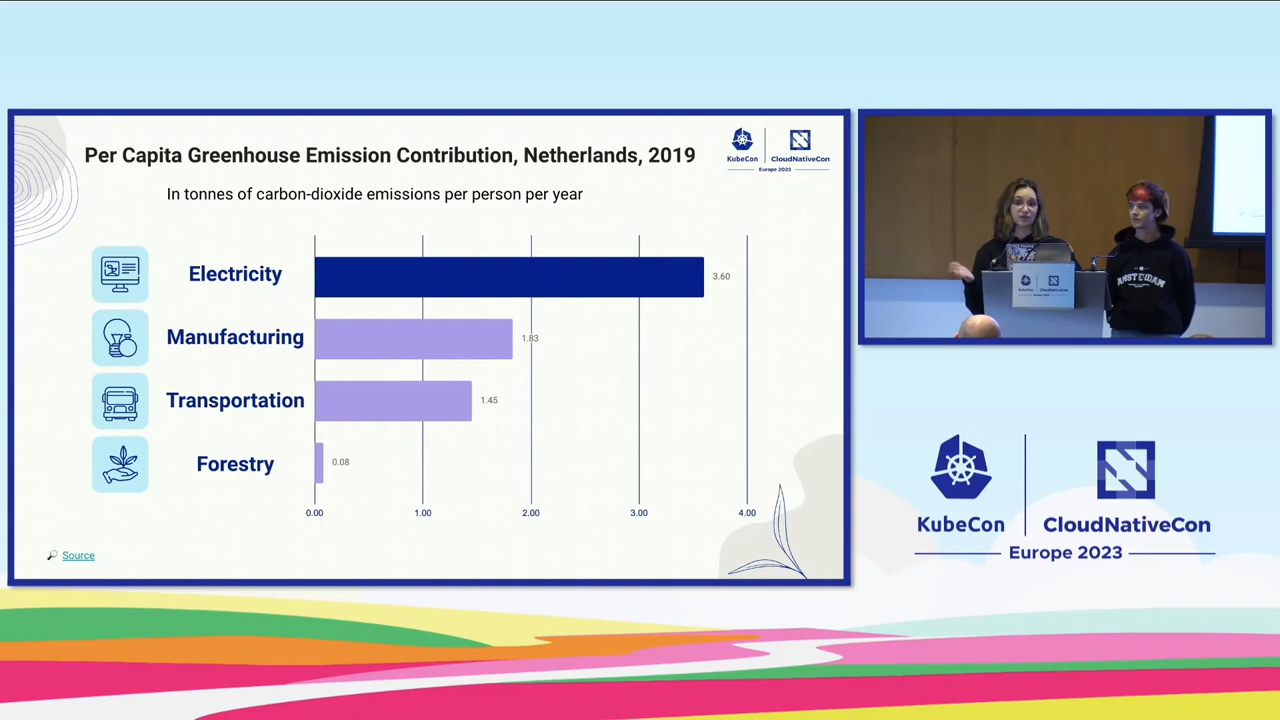 Per Capita Greenhouse Emission Contribution, Netherlands, 2019
In tonnes of carbon-dioxide emissions per person per year
KubeCon
CloudNativeCon
Europe 2023
Electricity
3.60
Manufacturing
1.83
Transportation
1.45
Forestry
0.08
0.00 1.00 2.00 3.00 4.00
Source
AMSTERDAM
KubeCon
CloudNativeCon
Europe 2023